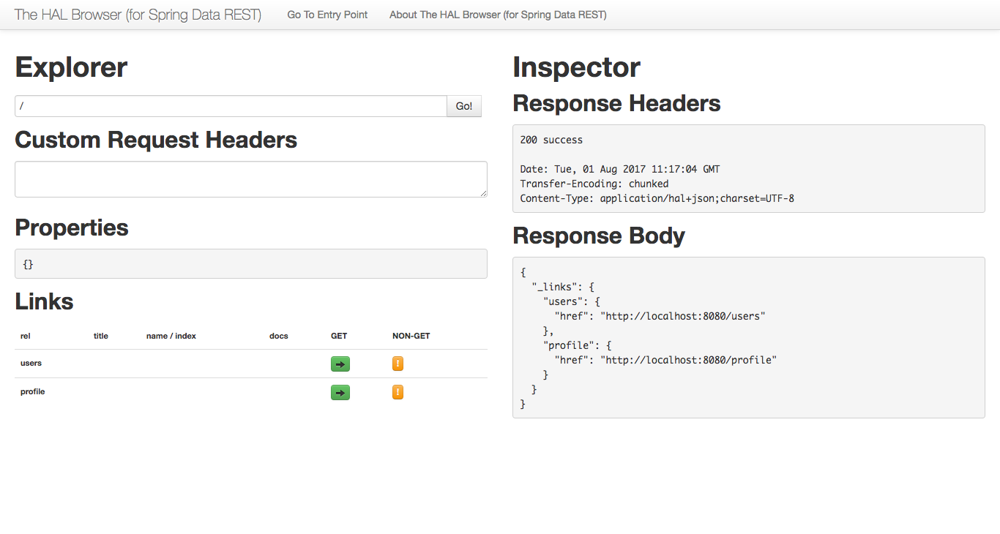 The HAL Browser (for Spring Data REST) Go To Entry Point About The HAL Browser (for Spring Data REST)
Explorer
/ Go!
Custom Request Headers
Properties
{}
Links
rel title name / index docs GET NON-GET
users !
profile !
Inspector
Response Headers
200 success
Date: Tue, 01 Aug 2017 11:17:04 GMT
Transfer-Encoding: chunked
Content-Type: application/hal+json;charset=UTF-8
Response Body
{
  "_links": {
    "users": {
      "href": "http://localhost:8080/users"
    },
    "profile": {
      "href": "http://localhost:8080/profile"
    }
  }
}